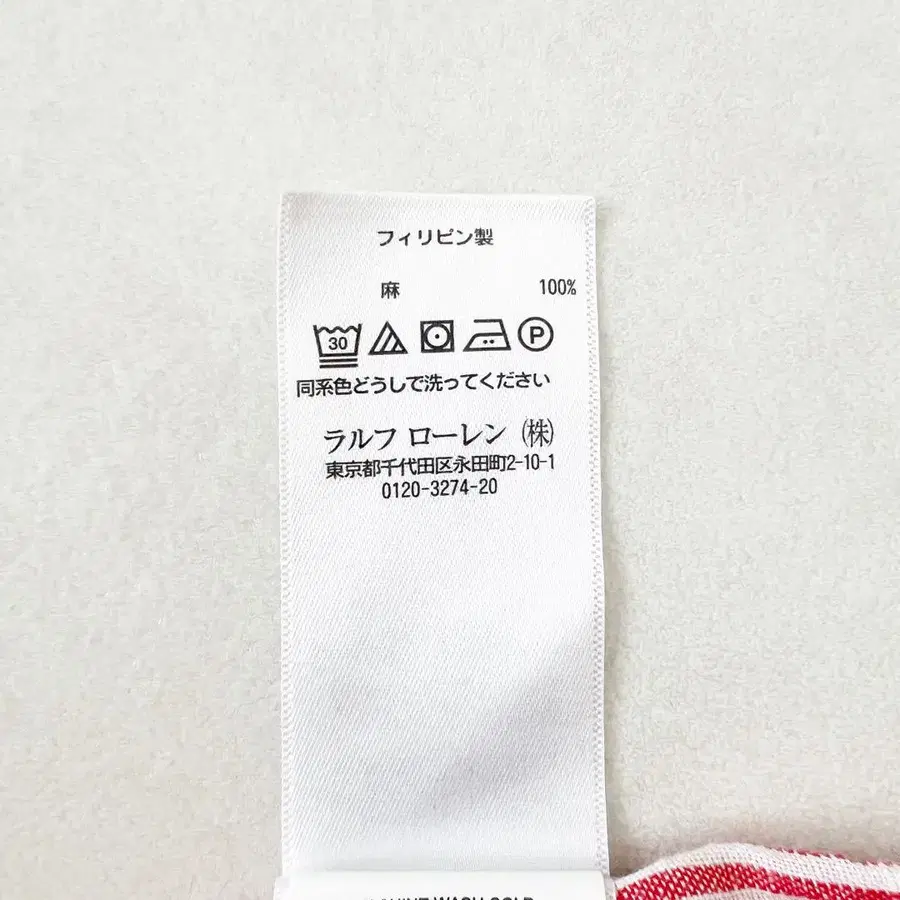 フィリピン製
麻 100%
30 P
同系色どうしで洗ってください
ラルフ ローレン (株)
東京都千代田区永田町2-10-1
0120-3274-20
WASH COLD